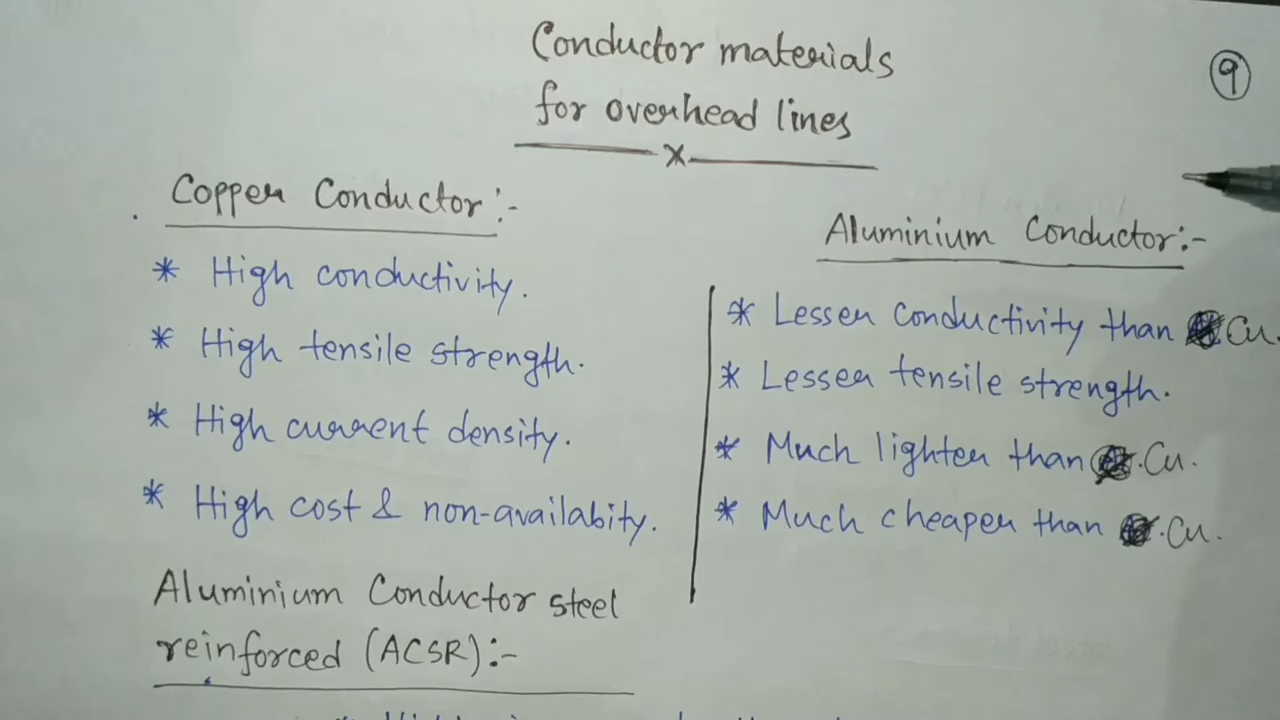 Conductor materials
for overhead lines
x
9
Copper Conductor:-
* High conductivity.
* High tensile strength.
* High current density.
* High cost & non-availabity.
Aluminium Conductor:-
* Lesser conductivity than Cu.
* Lesser tensile strength.
* Much lighter than Cu.
* Much cheaper than Cu.
Aluminium Conductor steel
reinforced (ACSR):-